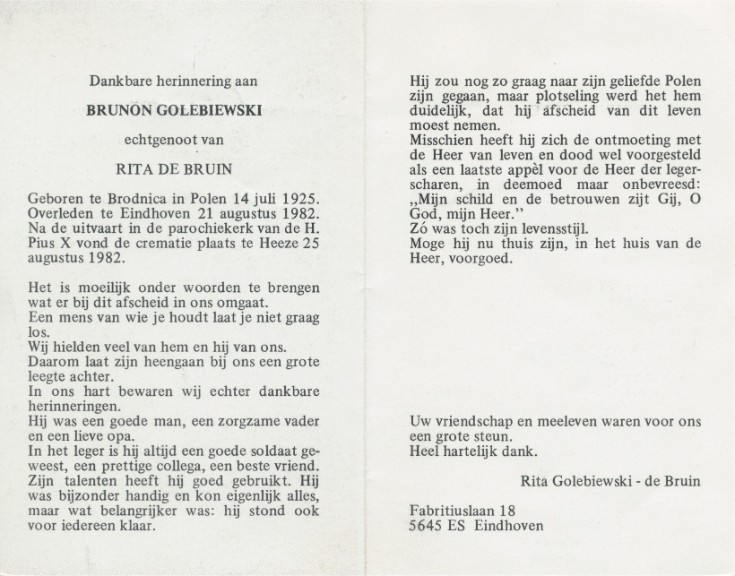 Dankbare herinnering aan
BRUNON GOLEBIEWSKI
echtgenoot van
RITA DE BRUIN
Geboren te Brodnica in Polen 14 juli 1925.
Overleden te Eindhoven 21 augustus 1982.
Na de uitvaart in de parochiekerk van de H.
Pius X vond de crematie plaats te Heeze 25
augustus 1982.
Het is moeilijk onder woorden te brengen
wat er bij dit afscheid in ons omgaat.
Een mens van wie je houdt laat je niet graag
los.
Wij hielden veel van hem en hij van ons.
Daarom laat zijn heengaan bij ons een grote
leegte achter.
In ons hart bewaren wij echter dankbare
herinneringen.
Hij was een goede man, een zorgzame vader
en een lieve opa.
In het leger is hij altijd een goede soldaat ge-
weest, een prettige collega, een beste vriend.
Zijn talenten heeft hij goed gebruikt. Hij
was bijzonder handig en kon eigenlijk alles,
maar wat belangrijker was: hij stond ook
voor iedereen klaar.
Hij zou nog zo graag naar zijn geliefde Polen
zijn gegaan, maar plotseling werd het hem
duidelijk, dat hij afscheid van dit leven
moest nemen.
Misschien heeft hij zich de ontmoeting met
de Heer van leven en dood wel voorgesteld
als een laatste appèl voor de Heer der leger-
scharen, in deemoed maar onbevreesd:
„Mijn schild en de betrouwen zijt Gij, O
God, mijn Heer.”
Zó was toch zijn levensstijl.
Moge hij nu thuis zijn, in het huis van de
Heer, voorgoed.
Uw vriendschap en meeleven waren voor ons
een grote steun.
Heel hartelijk dank.
Rita Golebiewski - de Bruin
Fabritiuslaan 18
5645 ES Eindhoven